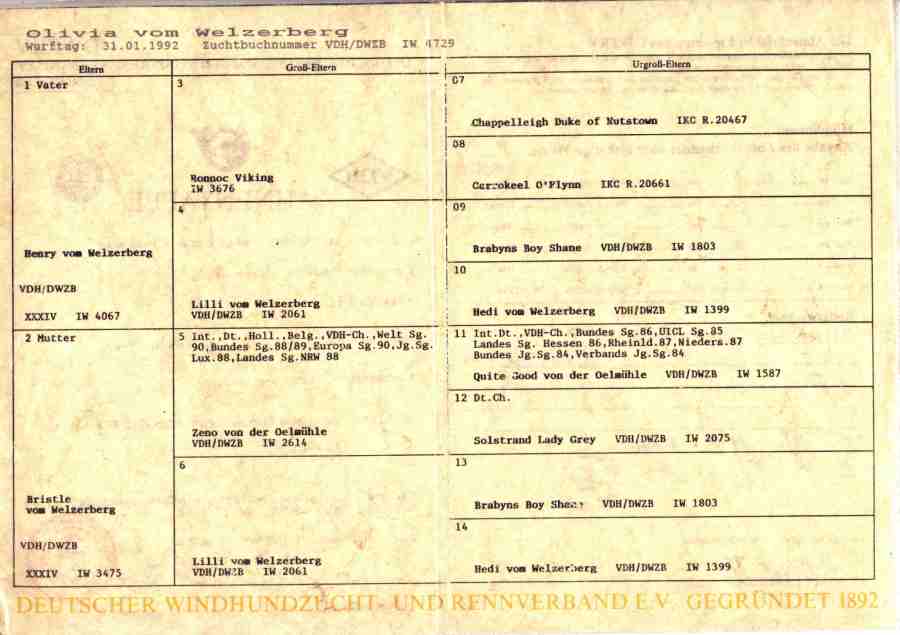 Olivia vom Welzerberg
Wurftag: 31.01.1992 Zuchtbuchnummer VDH/DWZB IW 4729
Eltern Groß-Eltern Urgroß-Eltern
1 Vater
Henry vom Welzerberg
VDH/DWZB
XXXIV IW 4067
2 Mutter
Bristle
vom Welzerberg
VDH/DWZB
XXXIV IW 3475
3
Ronnoc Viking
IW 3676
4
Lilli vom Welzerberg
VDH/DWZB IW 2061
5 Int.,Dt.,Holl.,Belg.,VDH-Ch.,Welt Sg.
90,Bundes Sg.88/89,Europa Sg.90,Jg.Sg.
Lux.88,Landes Sg.NRW 88
Zeno von der Oelmühle
VDH/DWZB IW 2614
6
Lilli vom Welzerberg
VDH/DWZB IW 2061
07
Chappelleigh Duke of Nutstown IKC R.20467
08
Carrokeel O'Flynn IKC R.20661
09
Brabyns Boy Shane VDH/DWZB IW 1803
10
Hedi vom Welzerberg VDH/DWZB IW 1399
11 Int.Dt.,VDH-Ch.,Bundes Sg.86,UICL Sg.85
Landes Sg. Hessen 86,Rheinld.87,Nieders.87
Bundes Jg.Sg.84,Verbands Jg.Sg.84
Quite Good von der Oelmühle VDH/DWZB IW 1587
12 Dt.Ch.
Solstrand Lady Grey VDH/DWZB IW 2075
13
Brabyns Boy Shane VDH/DWZB IW 1803
14
Hedi vom Welzerberg VDH/DWZB IW 1399
DEUTSCHER WINDHUNDZUCHT- UND RENNVERBAND E.V. GEGRÜNDET 1892